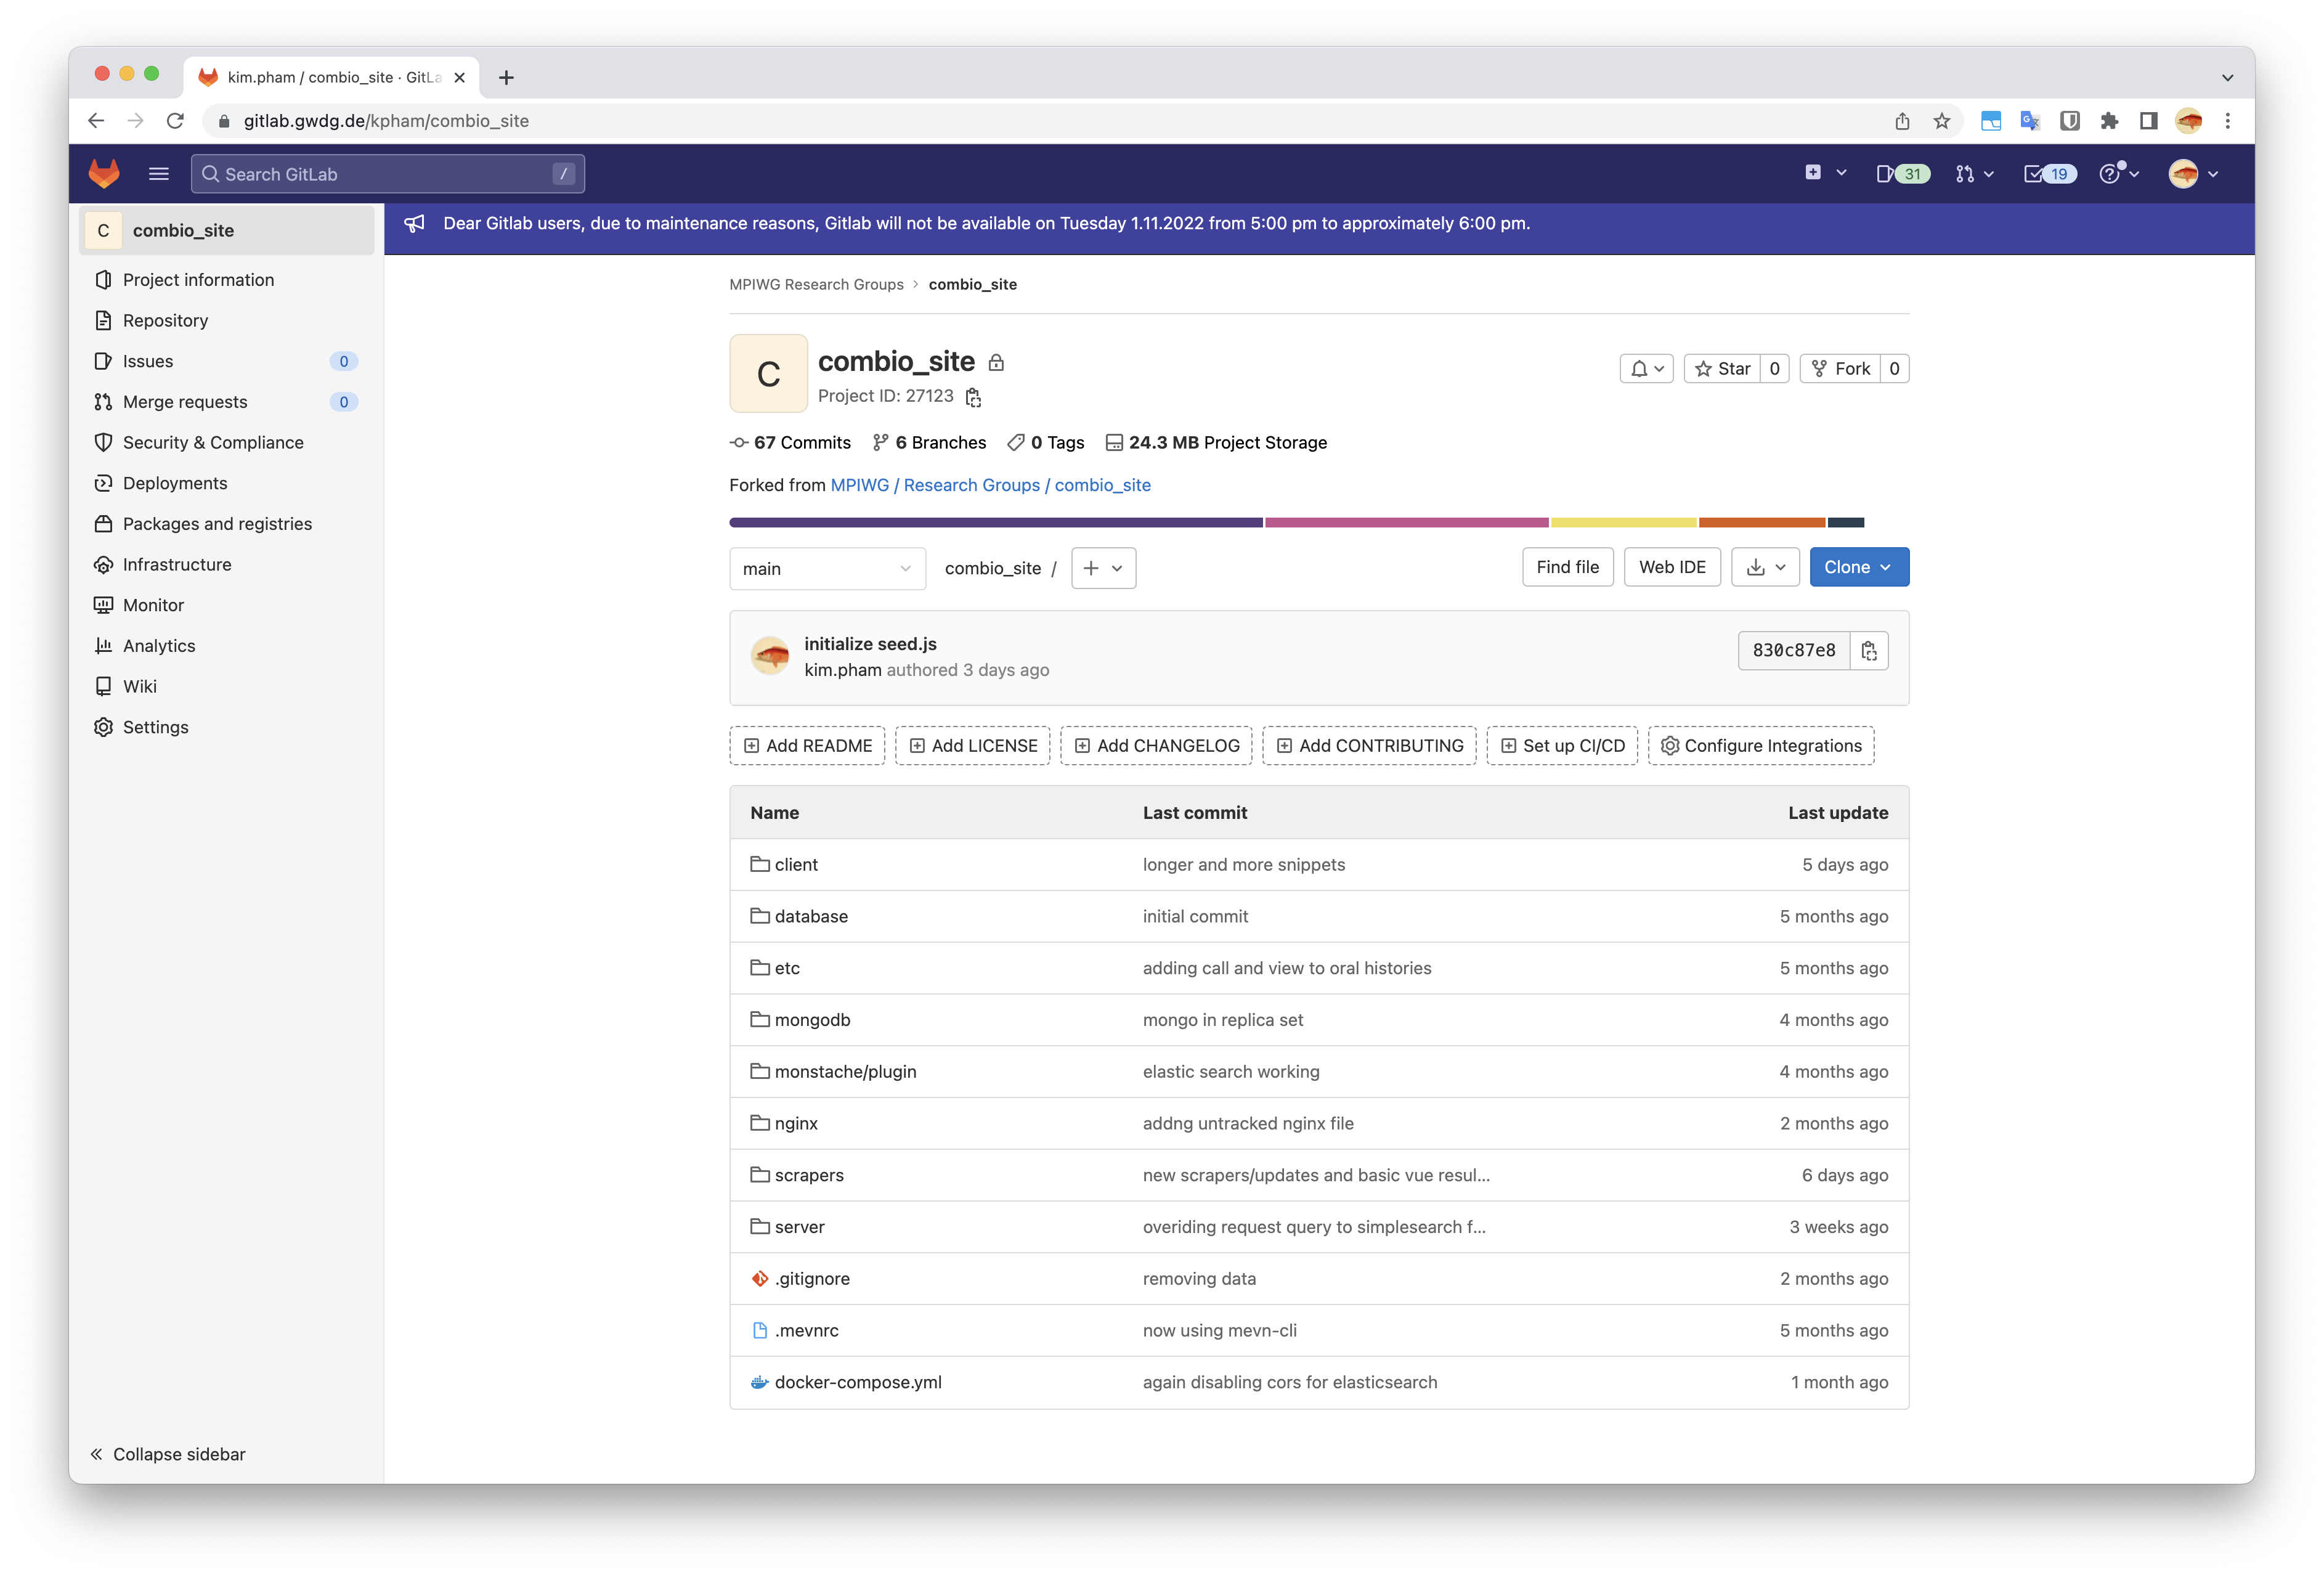 kim.pham / combio_site · GitLa
gitlab.gwdg.de/kpham/combio_site
Search GitLab /
31
19
C combio_site
Project information
Repository
Issues 0
Merge requests 0
Security & Compliance
Deployments
Packages and registries
Infrastructure
Monitor
Analytics
Wiki
Settings
Collapse sidebar
Dear Gitlab users, due to maintenance reasons, Gitlab will not be available on Tuesday 1.11.2022 from 5:00 pm to approximately 6:00 pm.
MPIWG Research Groups › combio_site
C
combio_site
Project ID: 27123
Star 0
Fork 0
67 Commits 6 Branches 0 Tags 24.3 MB Project Storage
Forked from MPIWG / Research Groups / combio_site
main combio_site / + Find file Web IDE Clone
initialize seed.js
kim.pham authored 3 days ago
830c87e8
Add README Add LICENSE Add CHANGELOG Add CONTRIBUTING Set up CI/CD Configure Integrations
Name Last commit Last update
client longer and more snippets 5 days ago
database initial commit 5 months ago
etc adding call and view to oral histories 5 months ago
mongodb mongo in replica set 4 months ago
monstache/plugin elastic search working 4 months ago
nginx addng untracked nginx file 2 months ago
scrapers new scrapers/updates and basic vue resul... 6 days ago
server overiding request query to simplesearch f... 3 weeks ago
.gitignore removing data 2 months ago
.mevnrc now using mevn-cli 5 months ago
docker-compose.yml again disabling cors for elasticsearch 1 month ago